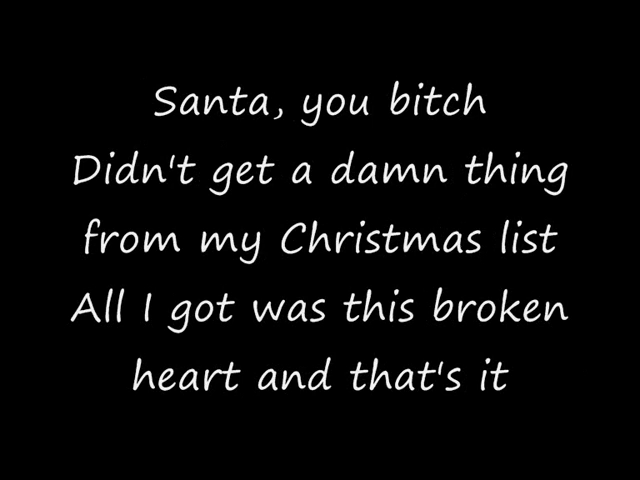 Santa, you bitch
Didn't get a damn thing
from my Christmas list
All I got was this broken
heart and that's it